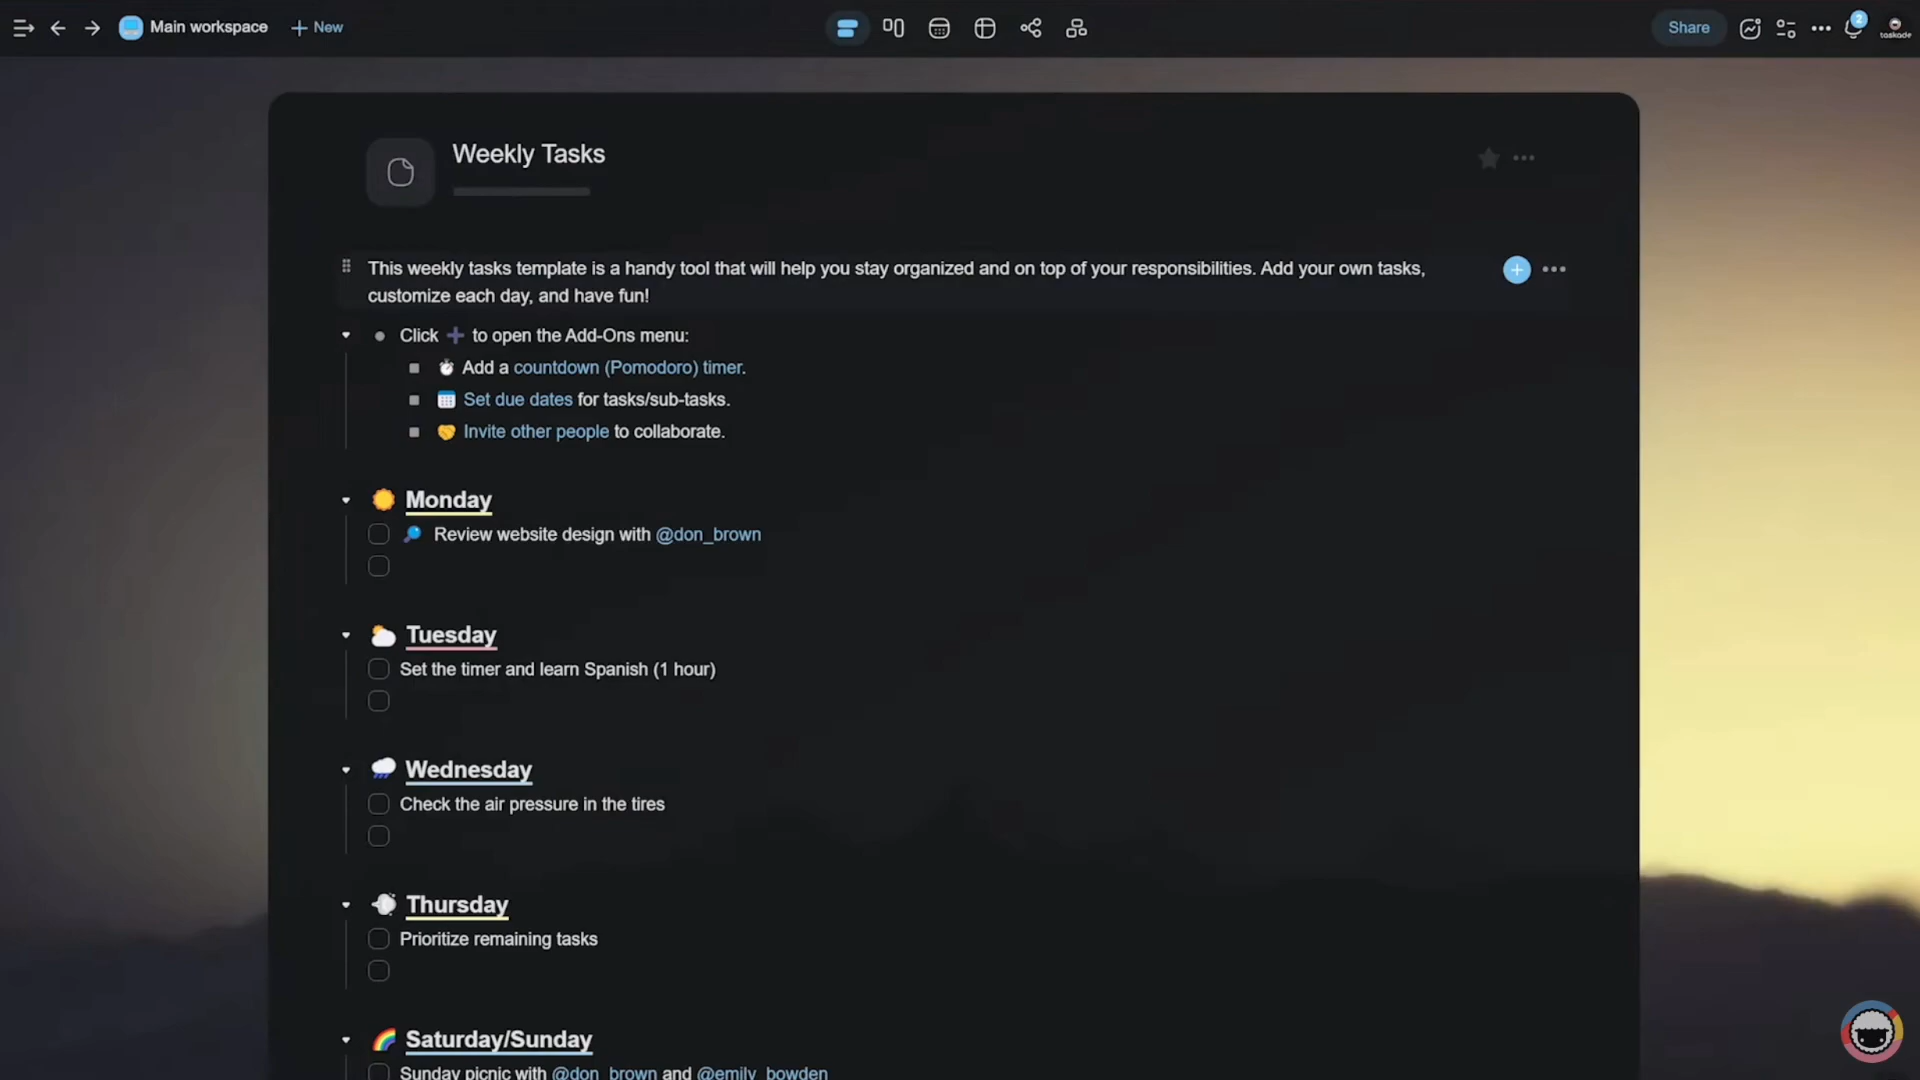 Main workspace
New
Share
2
taskade
Weekly Tasks
This weekly tasks template is a handy tool that will help you stay organized and on top of your responsibilities. Add your own tasks,
customize each day, and have fun!
Click ➕ to open the Add-Ons menu:
Add a countdown (Pomodoro) timer.
Set due dates for tasks/sub-tasks.
Invite other people to collaborate.
Monday
Review website design with @don_brown
Tuesday
Set the timer and learn Spanish (1 hour)
Wednesday
Check the air pressure in the tires
Thursday
Prioritize remaining tasks
Saturday/Sunday
Sunday picnic with @don_brown and @emily_bowden